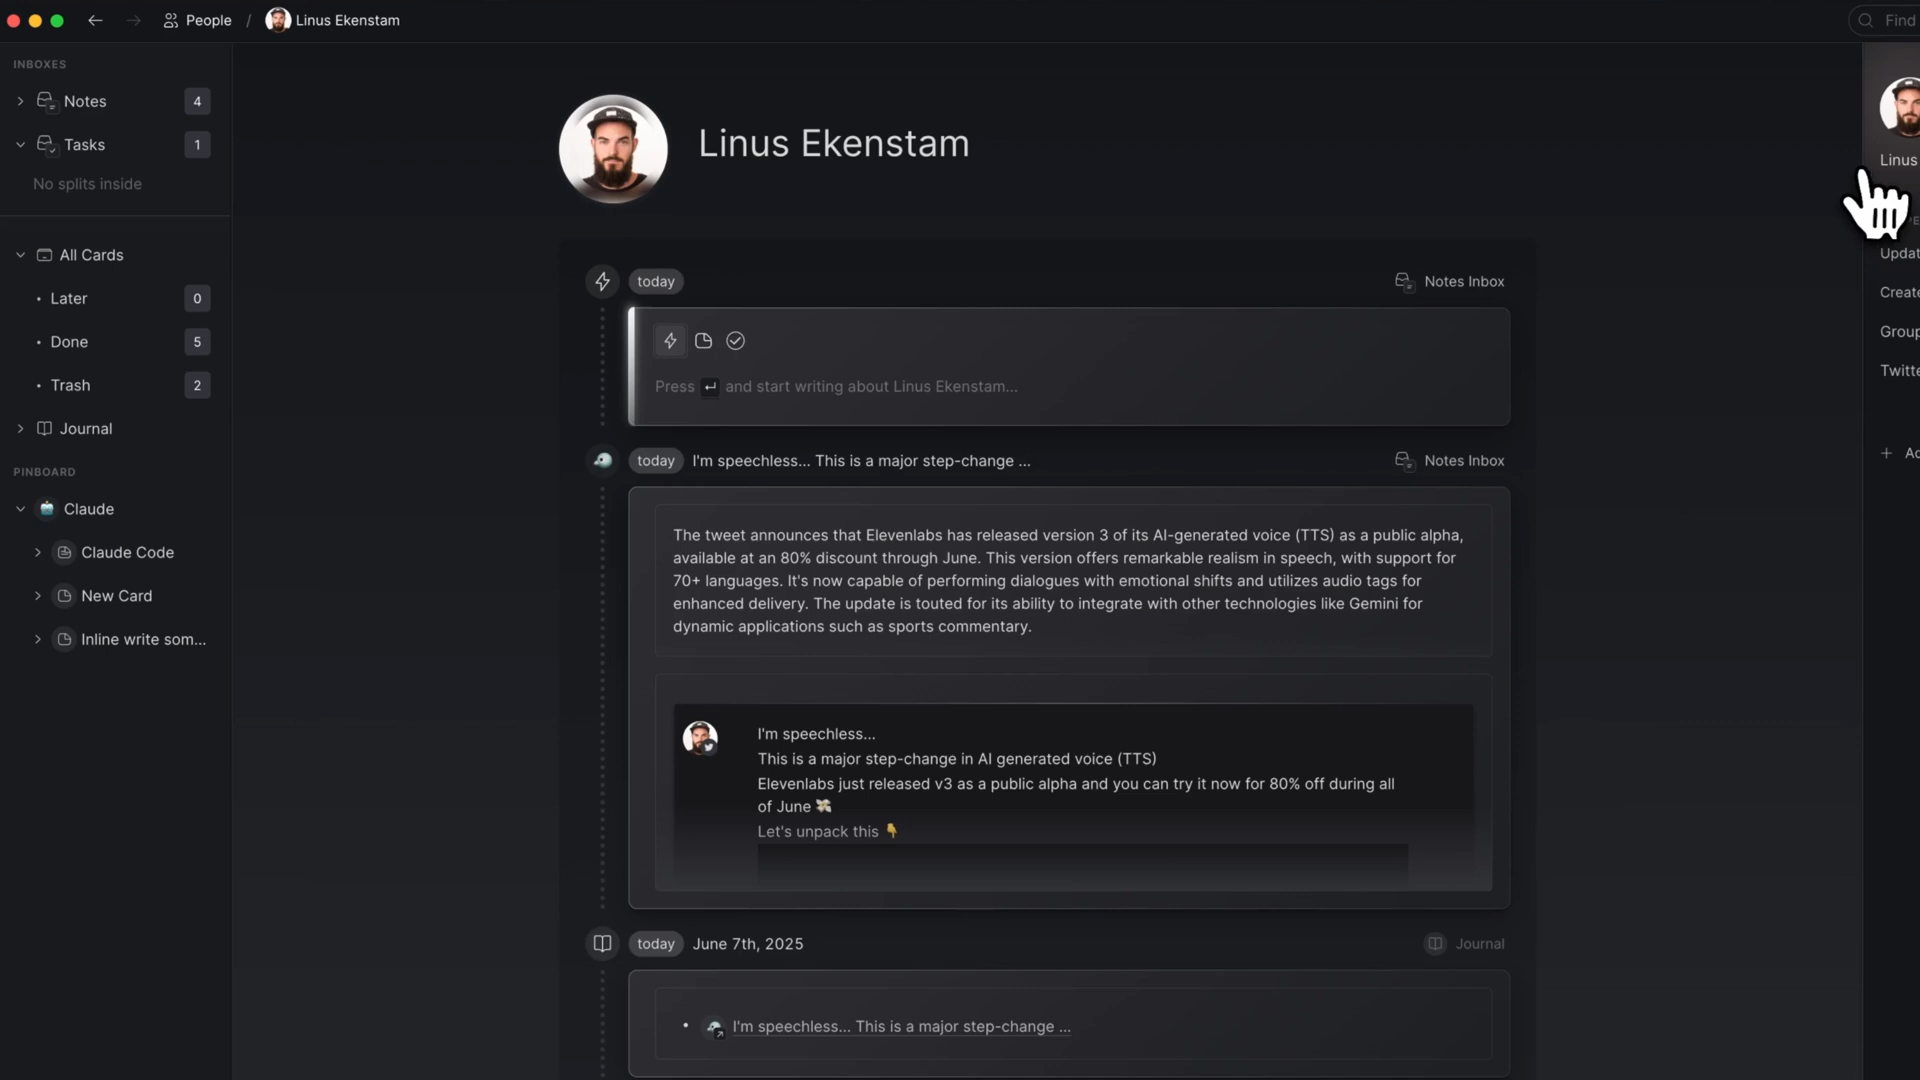 People / Linus Ekenstam
Find
INBOXES
Notes 4
Tasks 1
No splits inside
All Cards
Later 0
Done 5
Trash 2
Journal
PINBOARD
Claude
Claude Code
New Card
Inline write som...
Linus Ekenstam
today Notes Inbox
Press ↵ and start writing about Linus Ekenstam...
today I'm speechless... This is a major step-change ... Notes Inbox
The tweet announces that Elevenlabs has released version 3 of its AI-generated voice (TTS) as a public alpha,
available at an 80% discount through June. This version offers remarkable realism in speech, with support for
70+ languages. It's now capable of performing dialogues with emotional shifts and utilizes audio tags for
enhanced delivery. The update is touted for its ability to integrate with other technologies like Gemini for
dynamic applications such as sports commentary.
I'm speechless...
This is a major step-change in AI generated voice (TTS)
Elevenlabs just released v3 as a public alpha and you can try it now for 80% off during all
of June 💸
Let's unpack this 👇
today June 7th, 2025 Journal
• I'm speechless... This is a major step-change ...
Linus
Updat
Create
Group
Twitte
+ Ad